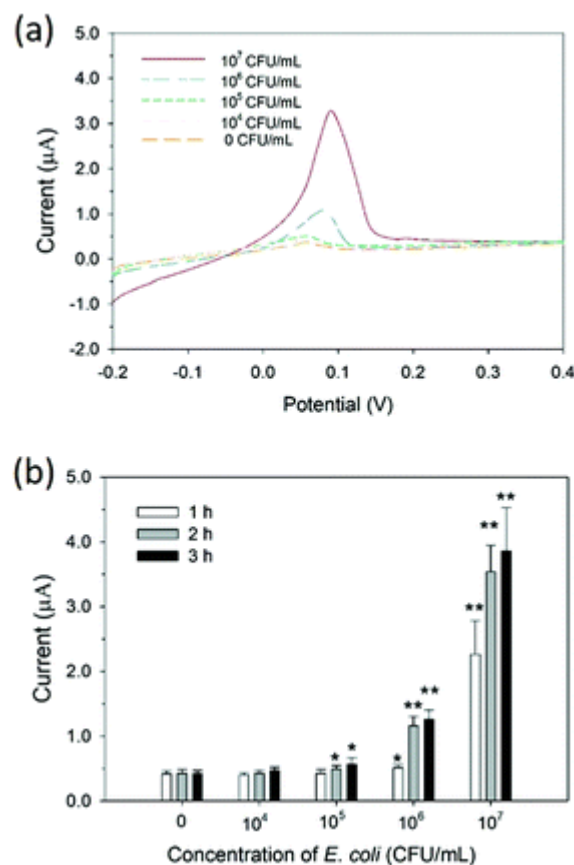 (a)
5.0
4.0
3.0
2.0
1.0
0.0
-1.0
-2.0
Current (μA)
10⁷ CFU/mL
10⁶ CFU/mL
10⁵ CFU/mL
10⁴ CFU/mL
0 CFU/mL
-0.2 -0.1 0.0 0.1 0.2 0.3 0.4
Potential (V)
(b)
5.0
4.0
3.0
2.0
1.0
0.0
Current (μA)
1 h
2 h
3 h
** ** **
* ** **
* *
0 10⁴ 10⁵ 10⁶ 10⁷
Concentration of E. coli (CFU/mL)